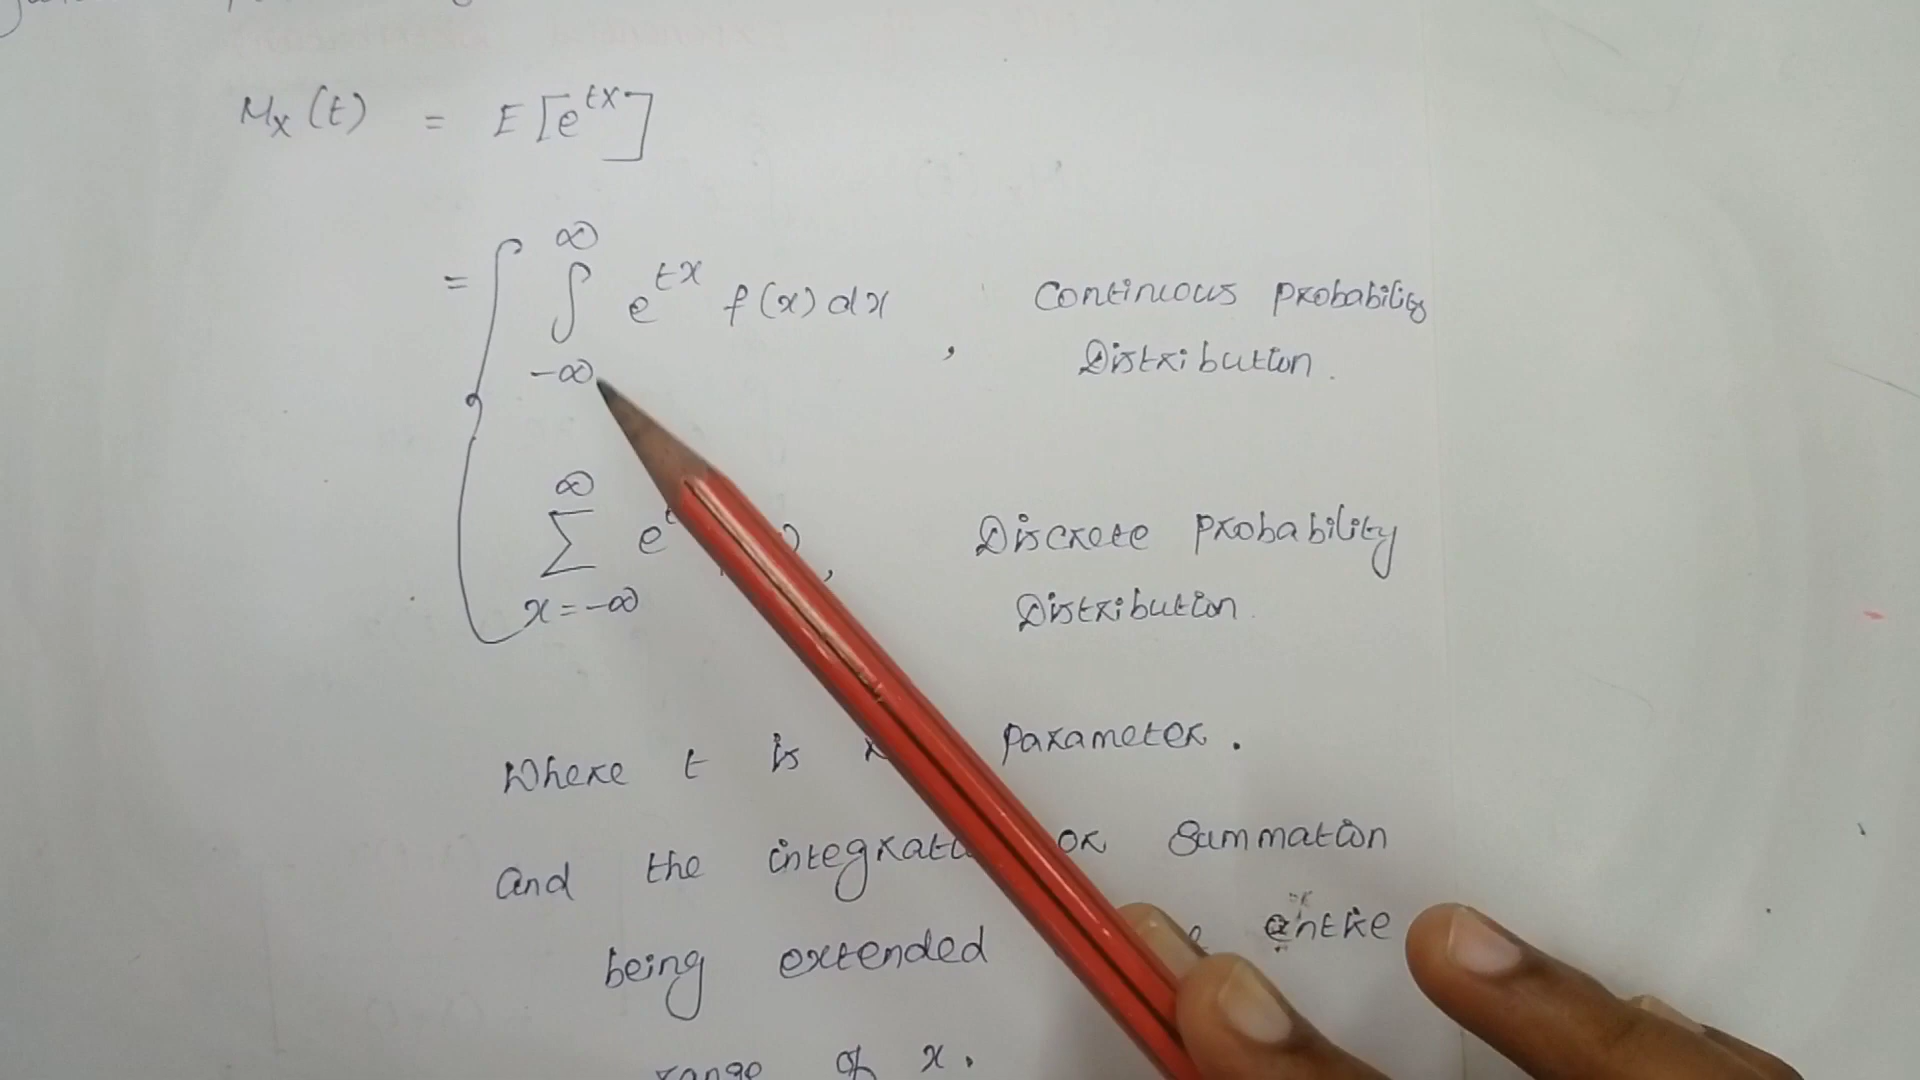 Mx(t) = E[e^{tx}]
= { ∫_{-∞}^{∞} e^{tx} f(x) dx , Continuous probability
Distribution.
∑_{x=-∞}^{∞} e , Discrete probability
Distribution.
Where t is parameter.
and the or Summation
being extended entire
range of x.